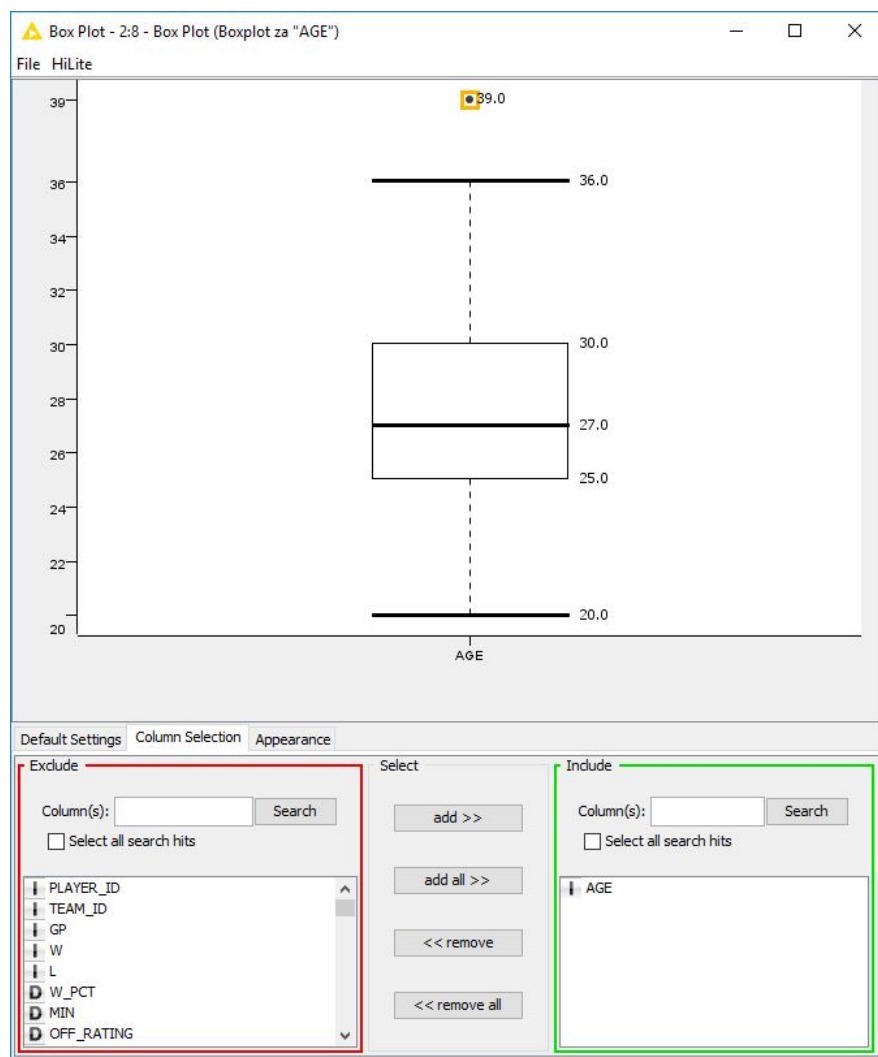 Box Plot - 2:8 - Box Plot (Boxplot za "AGE")
File HiLite
39
39.0
36
36.0
34
32
30
30.0
28
27.0
26
25.0
24
22
20
20.0
AGE
Default Settings Column Selection Appearance
Exclude
Column(s): Search
Select all search hits
PLAYER_ID
TEAM_ID
GP
W
L
D W_PCT
D MIN
D OFF_RATING
Select
add >>
add all >>
<< remove
<< remove all
Include
Column(s): Search
Select all search hits
I AGE